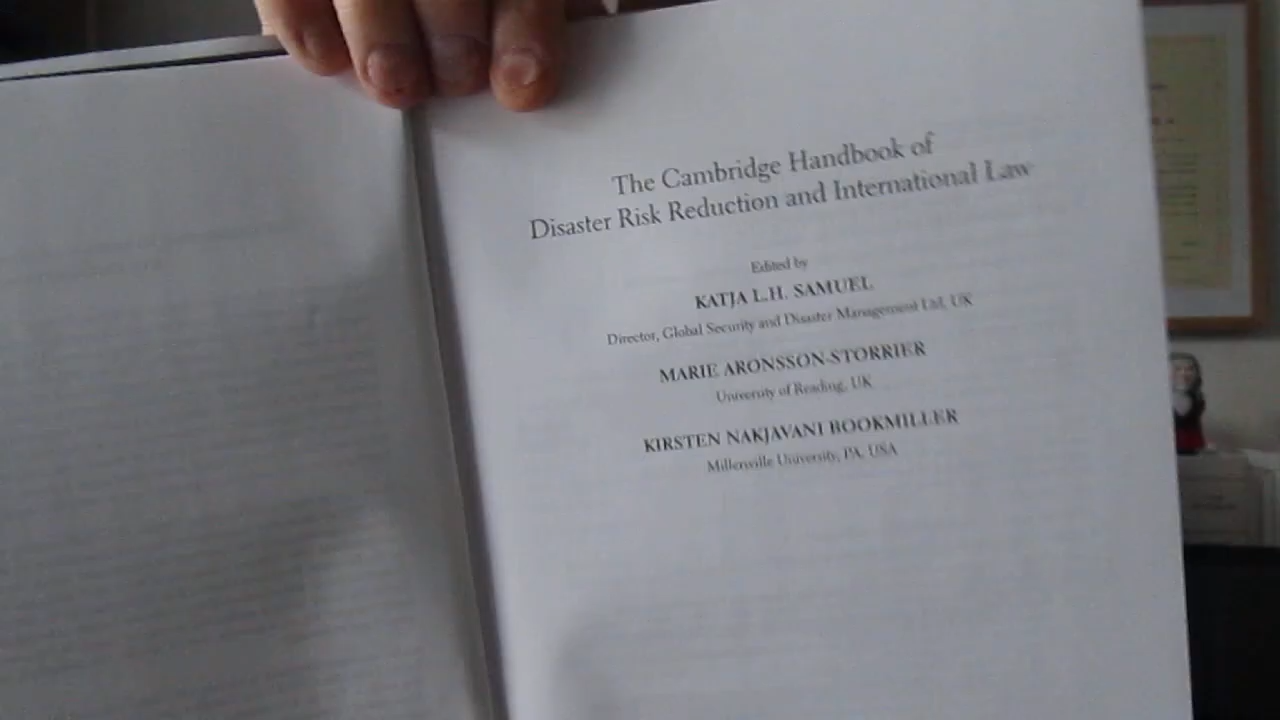 The Cambridge Handbook of
Disaster Risk Reduction and International Law
Edited by
KATJA L.H. SAMUEL
Director, Global Security and Disaster Management Ltd, UK
MARIE ARONSSON-STORRIER
University of Reading, UK
KIRSTEN NAKJAVANI BOOKMILLER
Millersville University, PA, USA